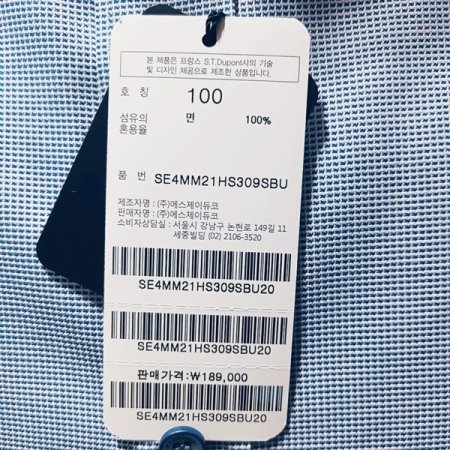 본 제품은 프랑스 S.T.Dupont사의 기술
및 디자인 제공으로 제조한 상품입니다.
호 칭 100
섬유의 면 100%
혼용율
품 번 SE4MM21HS309SBU
제조자명 : (주)에스제이듀코
판매자명 : (주)에스제이듀코
소비자상담실 : 서울시 강남구 논현로 149길 11
세중빌딩 (02) 2106-3520
SE4MM21HS309SBU20
SE4MM21HS309SBU20
판매가격:₩189,000
SE4MM21HS309SBU20